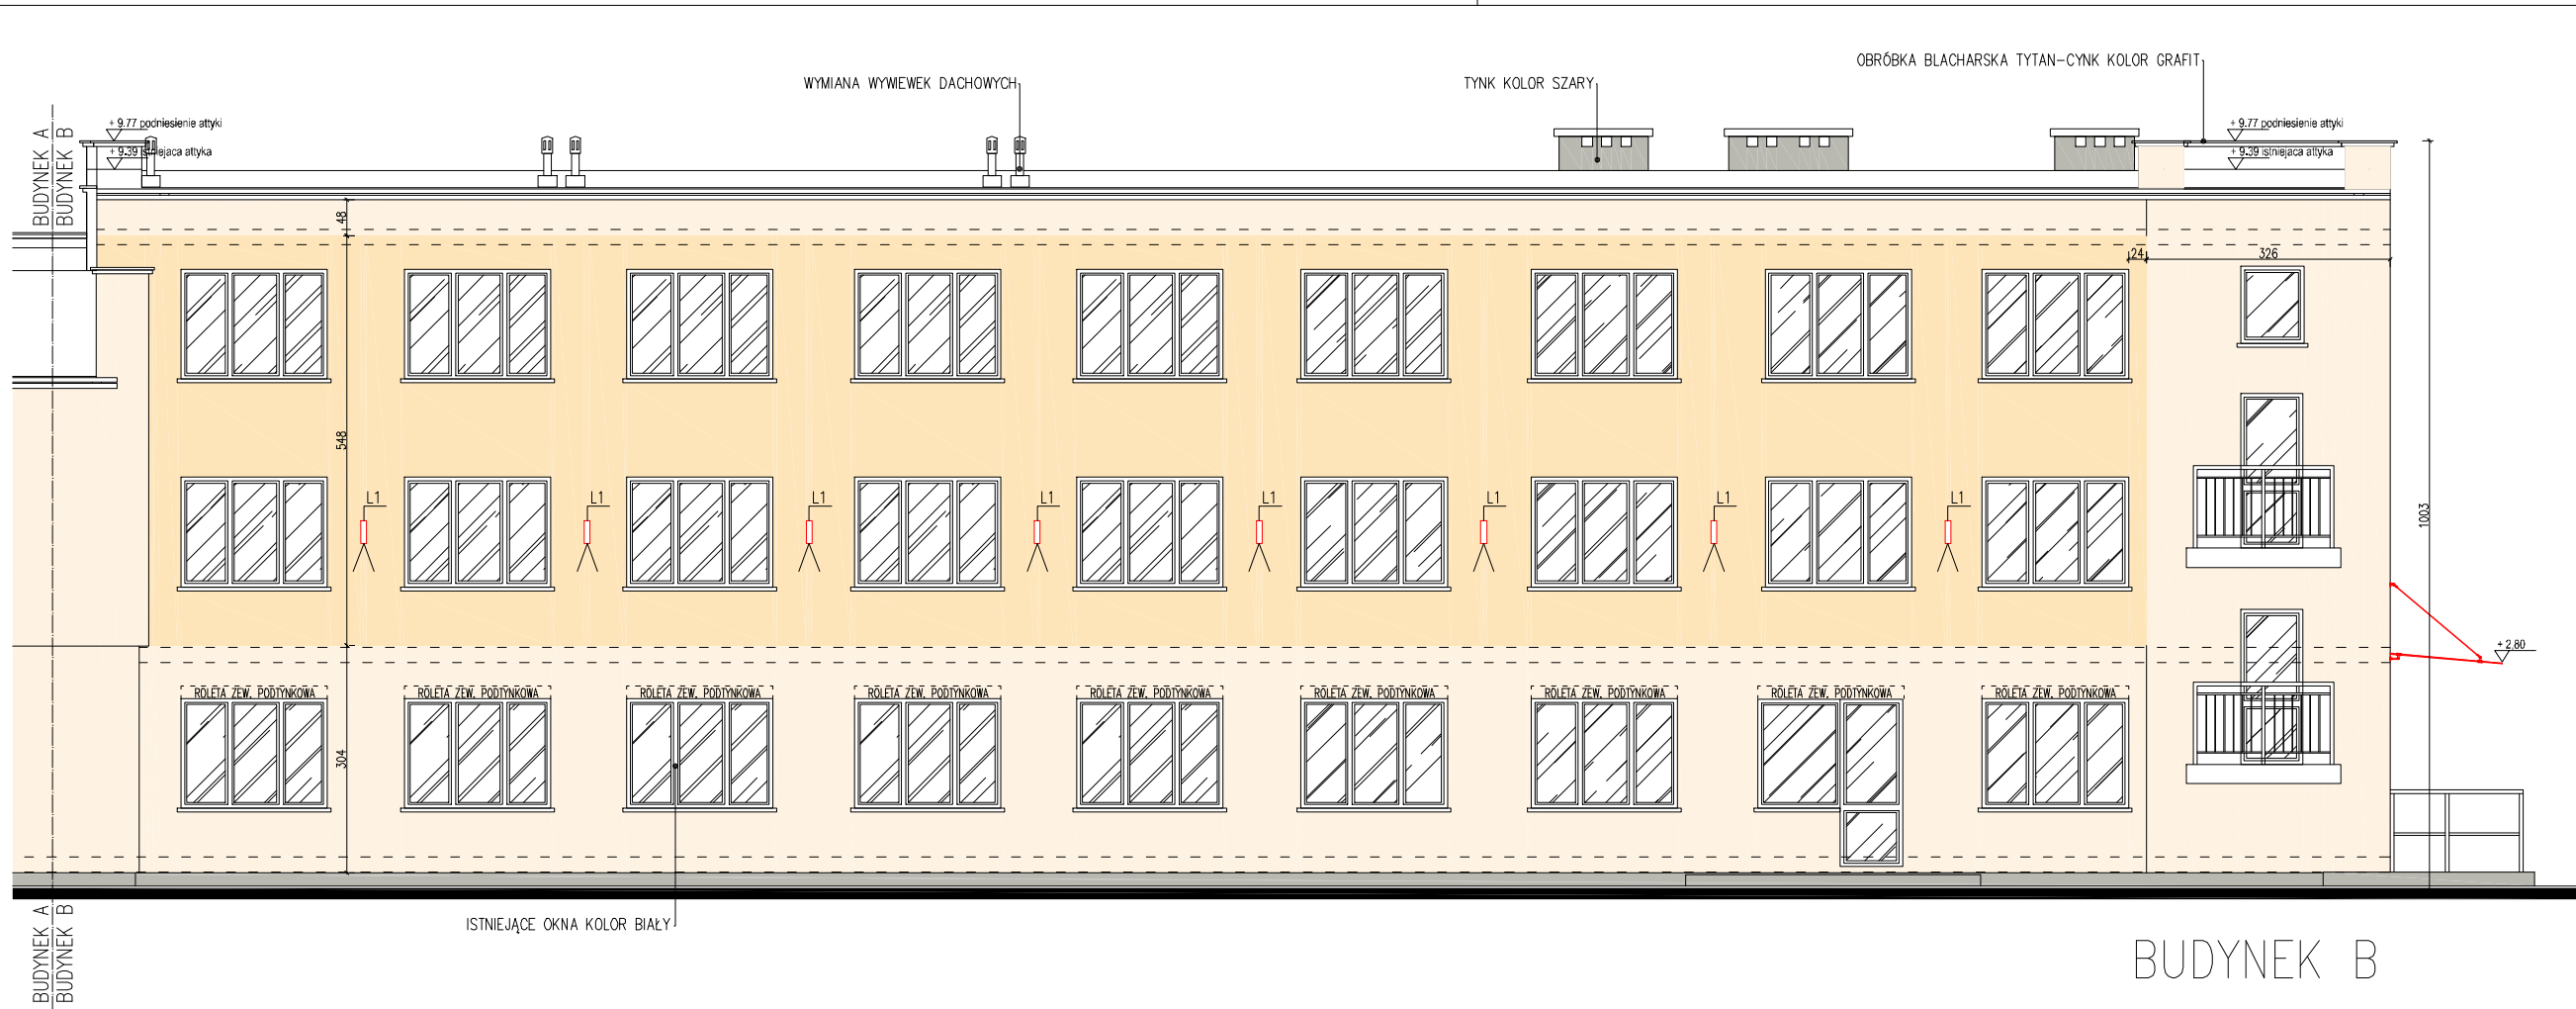 OBRÓBKA BLACHARSKA TYTAN-CYNK KOLOR GRAFIT
WYMIANA WYWIEWEK DACHOWYCH
TYNK KOLOR SZARY
BUDYNEK A
BUDYNEK B
+ 9.77 podniesienie attyki
+ 9.39 istniejaca attyka
+ 9.77 podniesienie attyki
+ 9.39 istniejaca attyka
48
24
326
548
L1
L1
L1
L1
L1
L1
L1
L1
1003
+ 2,80
ROLETA ZEW. PODTYNKOWA
ROLETA ZEW. PODTYNKOWA
ROLETA ZEW. PODTYNKOWA
ROLETA ZEW. PODTYNKOWA
ROLETA ZEW. PODTYNKOWA
ROLETA ZEW. PODTYNKOWA
ROLETA ZEW. PODTYNKOWA
ROLETA ZEW. PODTYNKOWA
ROLETA ZEW. PODTYNKOWA
304
ISTNIEJĄCE OKNA KOLOR BIAŁY
BUDYNEK A
BUDYNEK B
BUDYNEK B